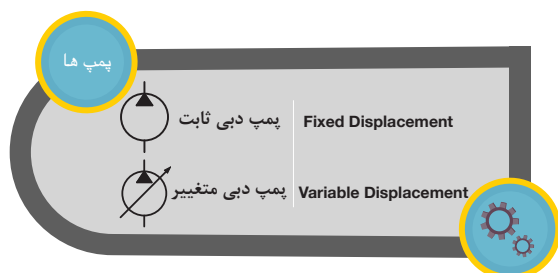 پمپ ها
پمپ دبی ثابت Fixed Displacement
پمپ دبی متغییر Variable Displacement